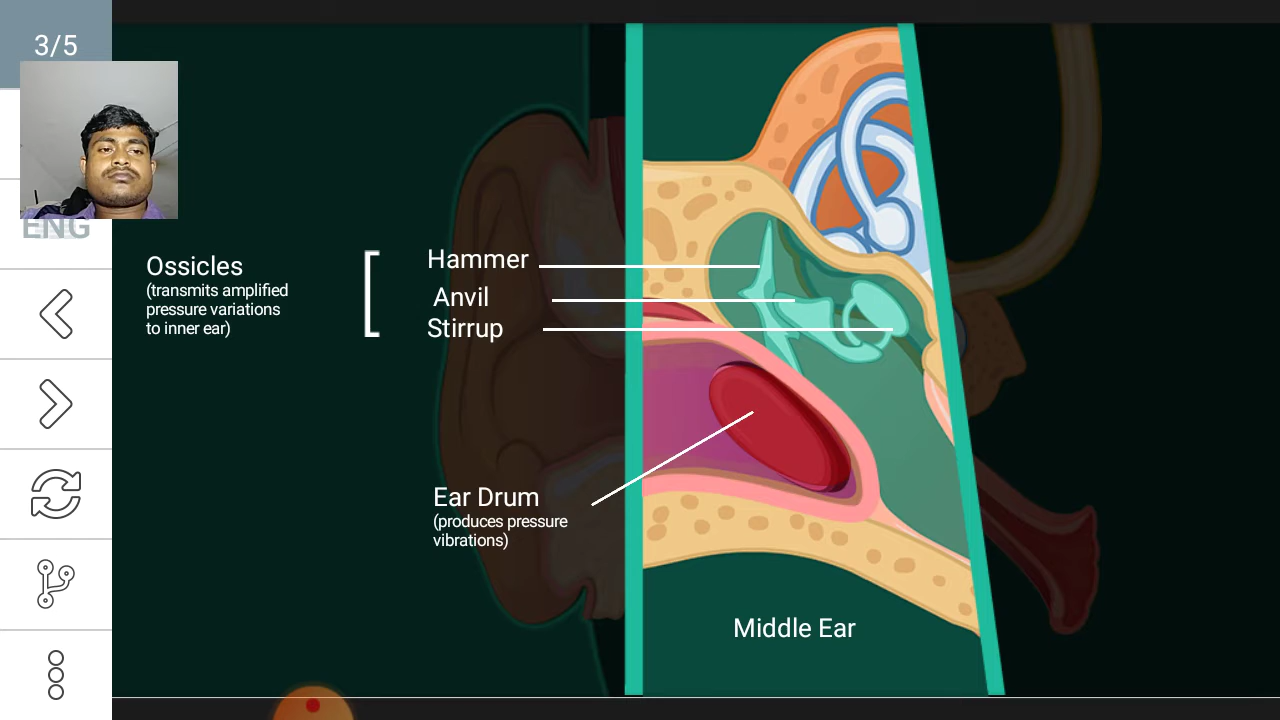 3/5
ENG
Ossicles
(transmits amplified
pressure variations
to inner ear)
Hammer
Anvil
Stirrup
Ear Drum
(produces pressure
vibrations)
Middle Ear